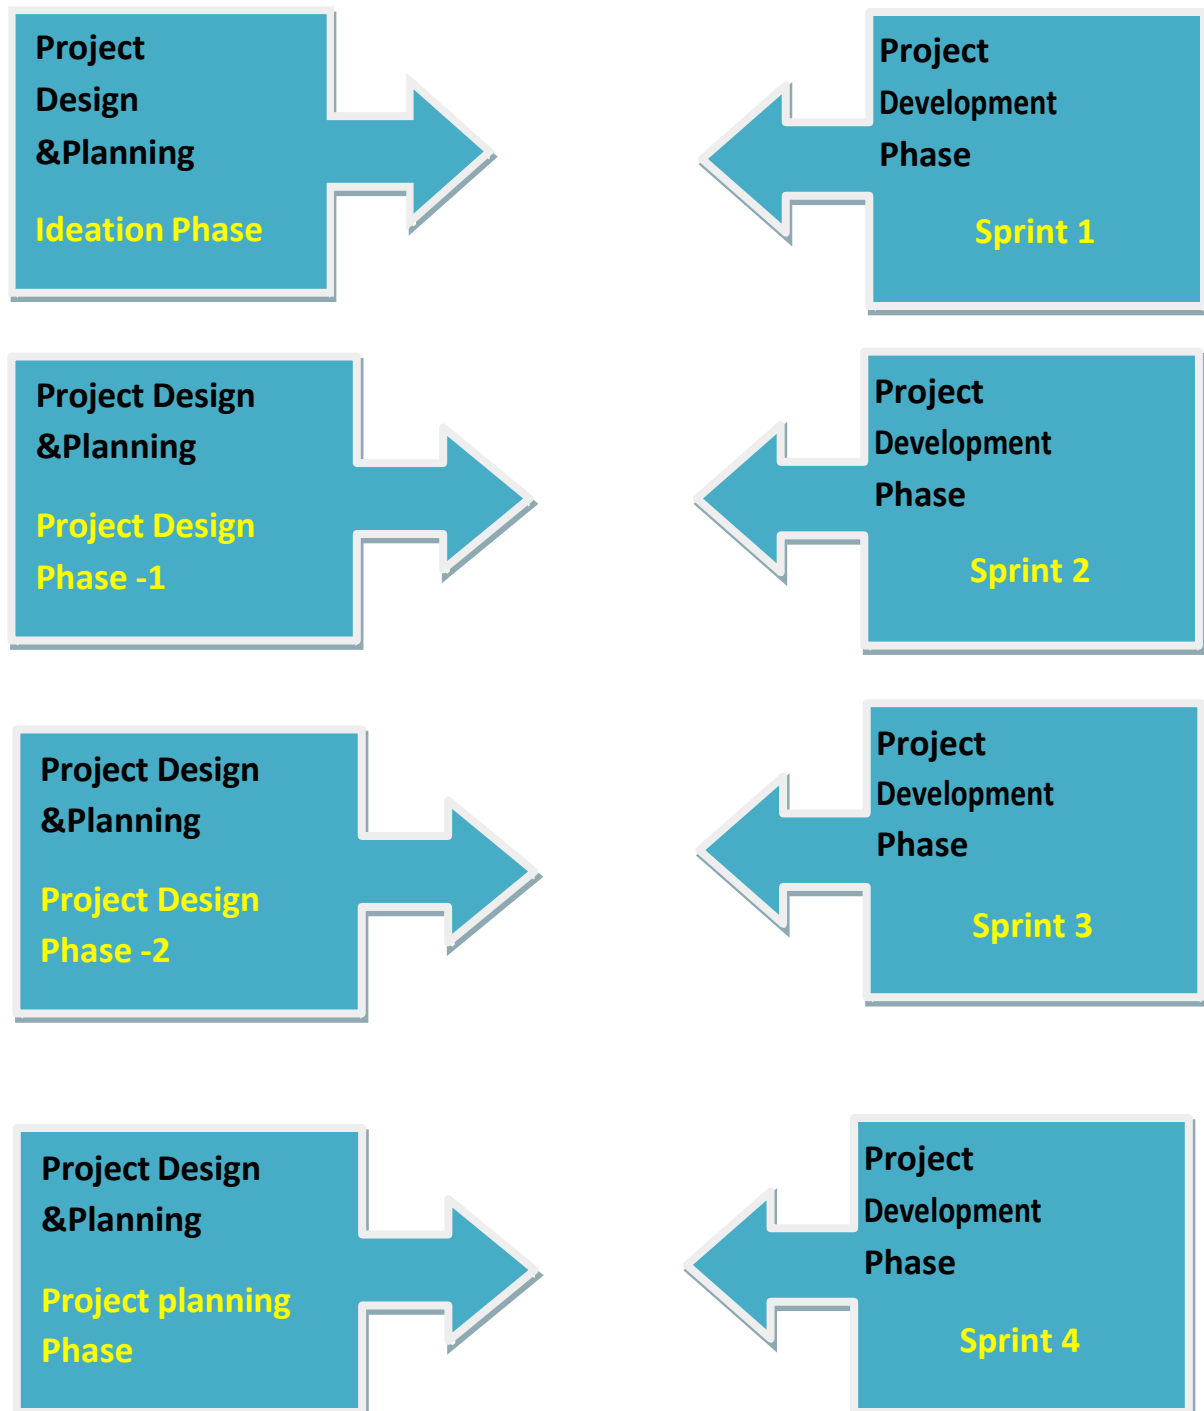 Project
Design
&Planning
Ideation Phase
Project
Development
Phase
Sprint 1
Project Design
&Planning
Project Design
Phase -1
Project
Development
Phase
Sprint 2
Project Design
&Planning
Project Design
Phase -2
Project
Development
Phase
Sprint 3
Project Design
&Planning
Project planning
Phase
Project
Development
Phase
Sprint 4